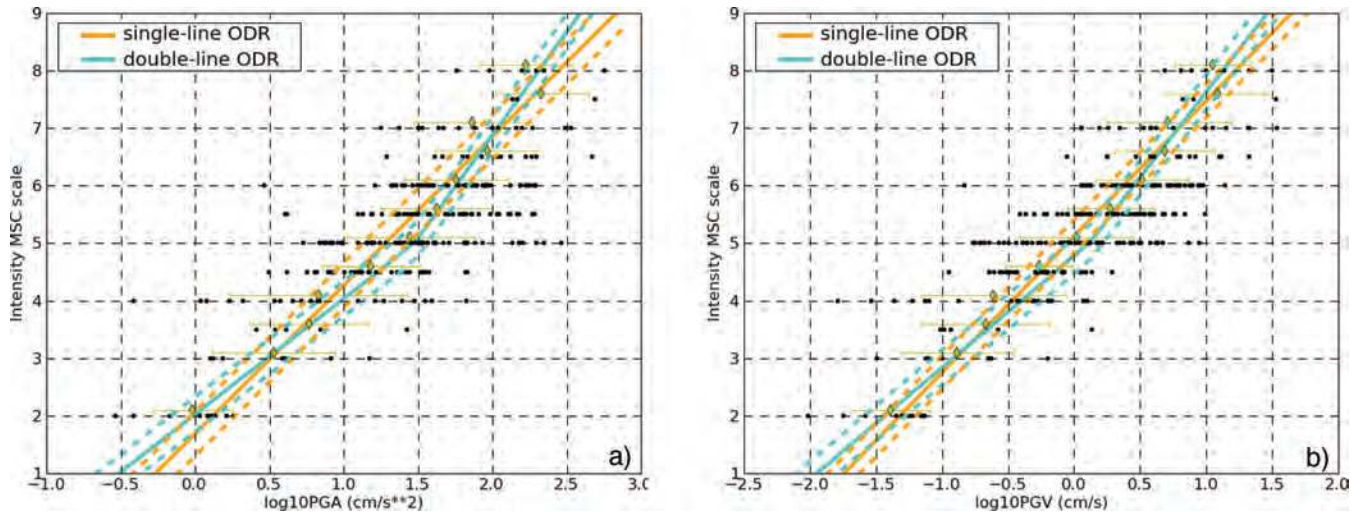 single-line ODR
double-line ODR
9
8
7
6
5
4
3
2
1
Intensity MSC scale
−1.0 −0.5 0.0 0.5 1.0 1.5 2.0 2.5 3.0
log10PGA (cm/s**2)
a)
single-line ODR
double-line ODR
9
8
7
6
5
4
3
2
1
Intensity MSC scale
−2.5 −2.0 −1.5 −1.0 −0.5 0.0 0.5 1.0 1.5 2.0
log10PGV (cm/s)
b)